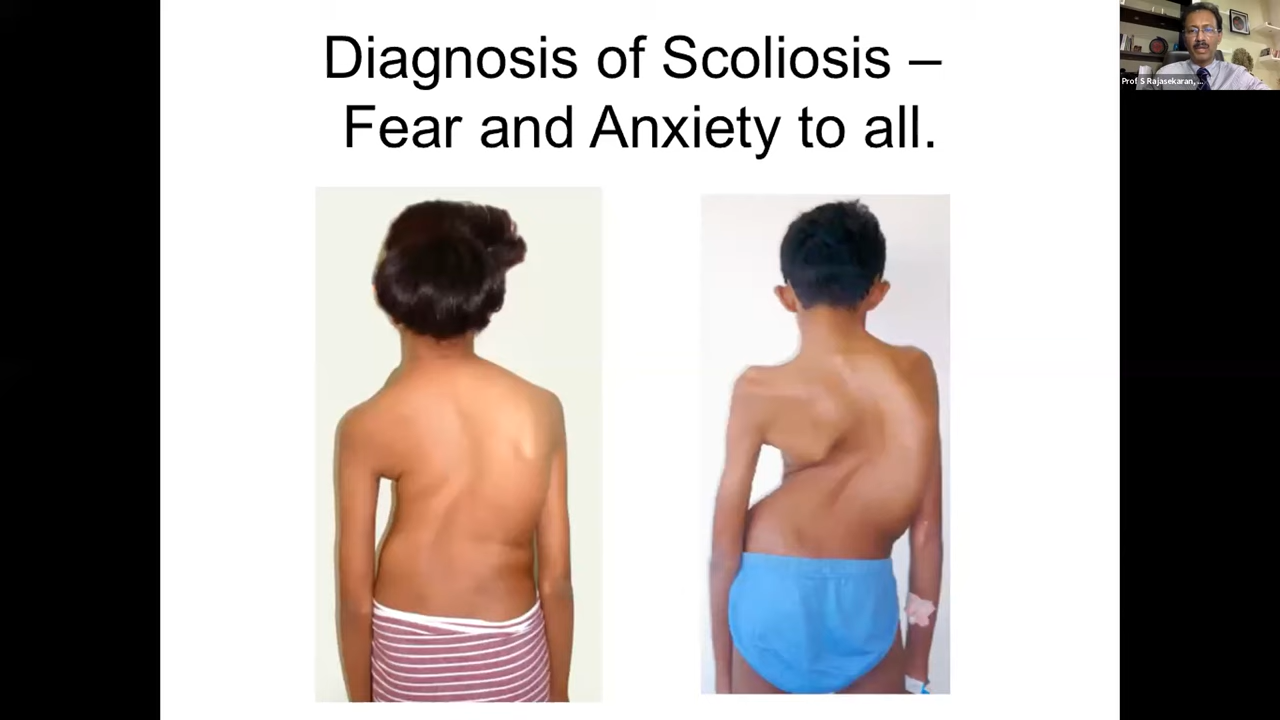 Diagnosis of Scoliosis –
Fear and Anxiety to all.
Prof S Rajasekaran, ...